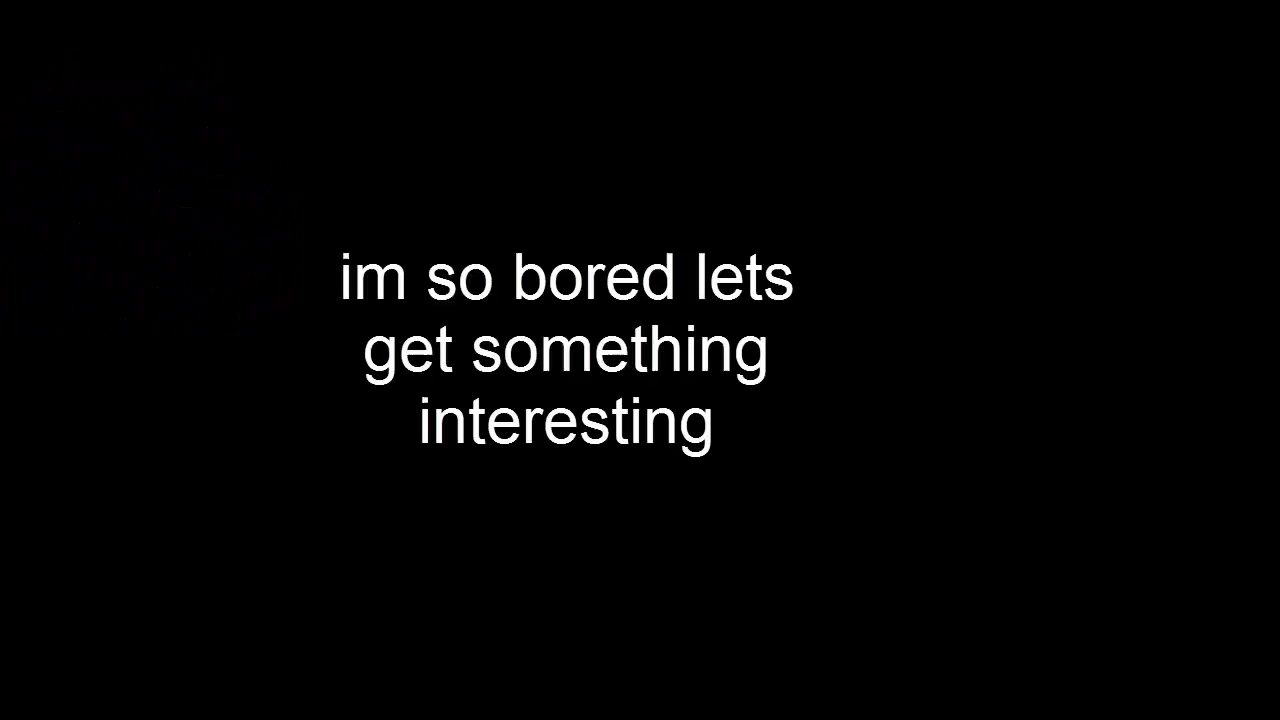 im so bored lets
get something
interesting